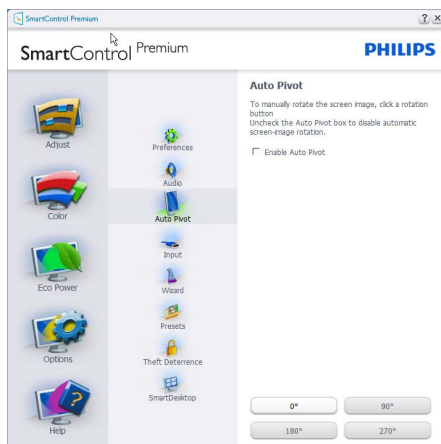 SmartControl Premium
SmartControl Premium
PHILIPS
Adjust
Color
Eco Power
Options
Help
Preferences
Audio
Auto Pivot
Input
Wizard
Presets
Theft Deterrence
SmartDesktop
Auto Pivot
To manually rotate the screen image, click a rotation
button
Uncheck the Auto Pivot box to disable automatic
screen-image rotation.
Enable Auto Pivot
0°
90°
180°
270°